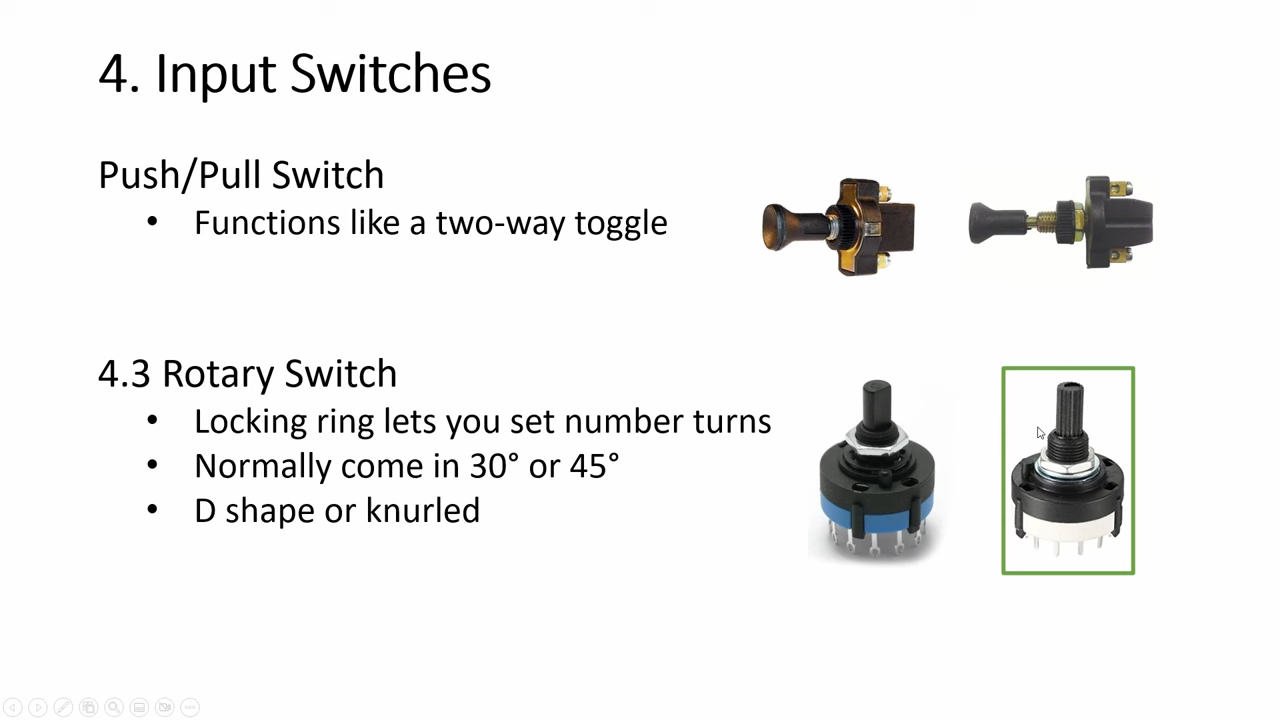 4. Input Switches
Push/Pull Switch
• Functions like a two-way toggle
4.3 Rotary Switch
• Locking ring lets you set number turns
• Normally come in 30° or 45°
• D shape or knurled